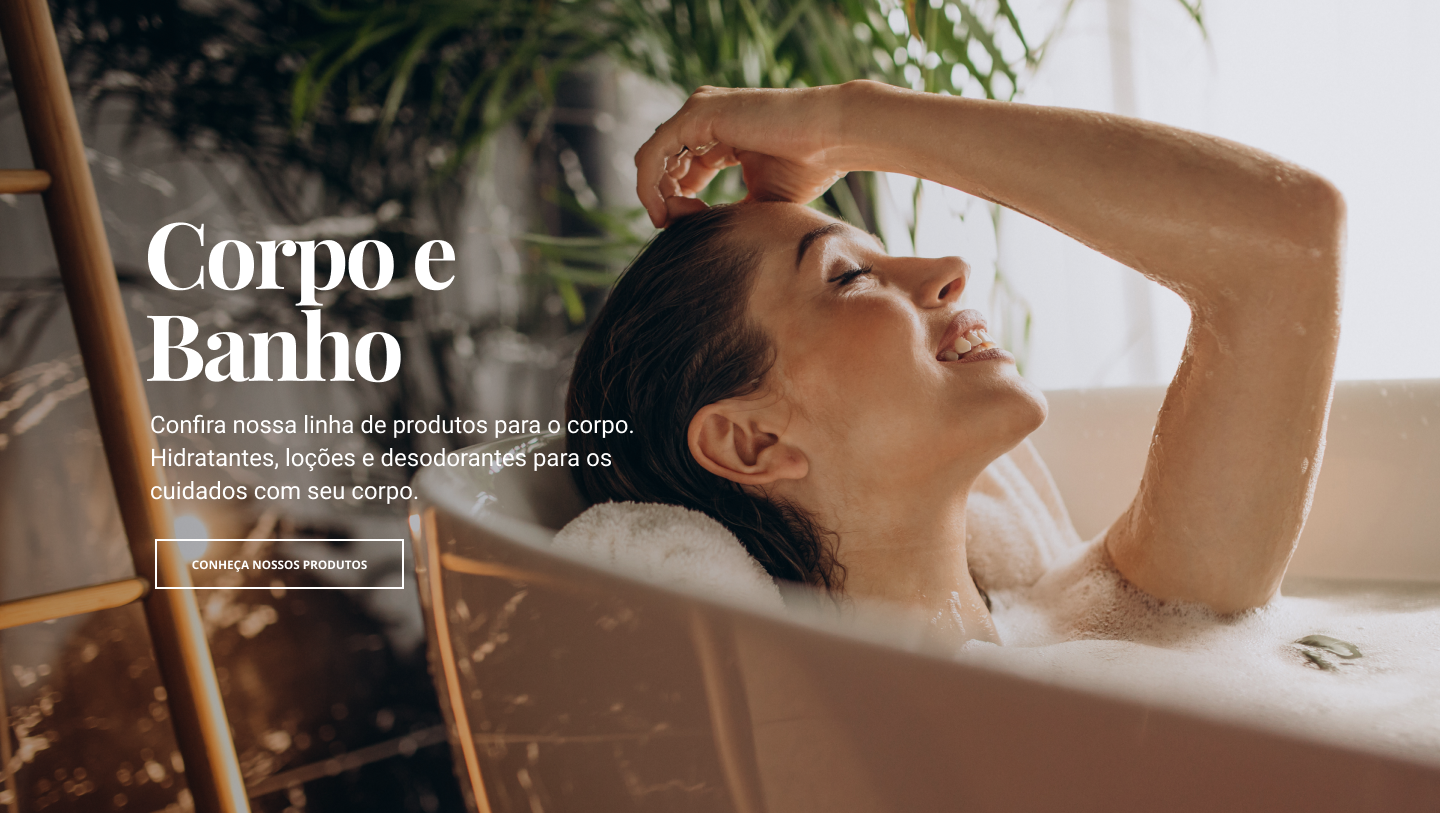 Corpo e
Banho
Confira nossa linha de produtos para o corpo.
Hidratantes, loções e desodorantes para os
cuidados com seu corpo.
CONHEÇA NOSSOS PRODUTOS